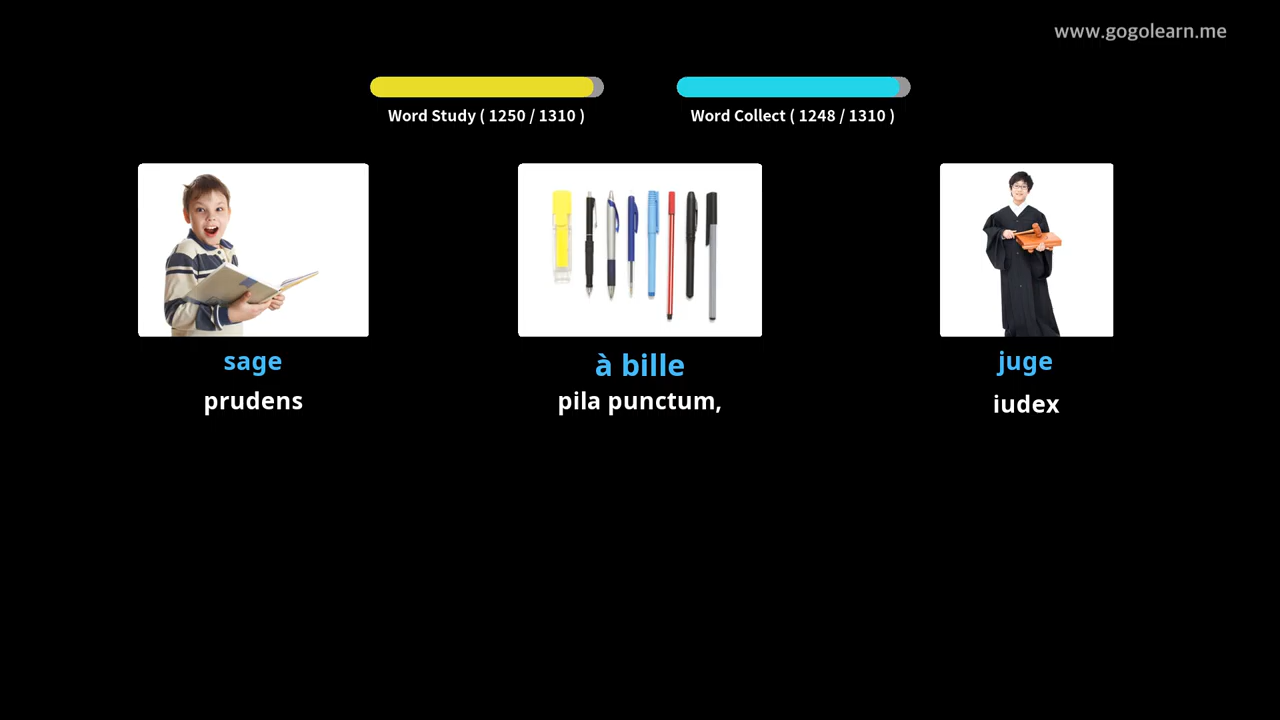 www.gogolearn.me
Word Study ( 1250 / 1310 )
Word Collect ( 1248 / 1310 )
sage
à bille
juge
prudens
pila punctum,
iudex